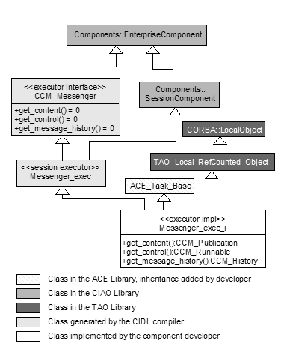 Components::EnterpriseComponent
<<executor interface>>
CCM_Messenger
+get_content() = 0
+get_control() = 0
+get_message_history() = 0
Components::
SessionComponent
CORBA::LocalObject
<<session executor>>
Messenger_exec
TAO_Local_RefCounted_Object
ACE_Task_Base
<<executor impl>>
Messenger_exec_i
+get_content():CCM_Publication
+get_control():CCM_Runnable
+get_message_history():CCM_History
Class in the ACE Library, inheritance added by developer
Class in the CIAO Library
Class in the TAO Library
Class generated by the CIDL compiler
Class implemented by the component developer